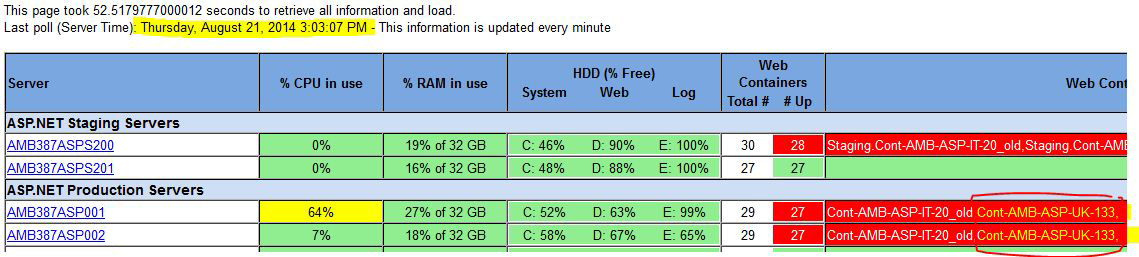 This page took 52.5179777000012 seconds to retrieve all information and load.
Last poll (Server Time): Thursday, August 21, 2014 3:03:07 PM - This information is updated every minute
Server % CPU in use % RAM in use HDD (% Free) System Web Log Web Containers Total # # Up Web Cont
ASP.NET Staging Servers
AMB387ASPS200 0% 19% of 32 GB C: 46% D: 90% E: 100% 30 28 Staging.Cont-AMB-ASP-IT-20_old,Staging.Cont-AMB
AMB387ASPS201 0% 16% of 32 GB C: 48% D: 88% E: 100% 27 27
ASP.NET Production Servers
AMB387ASP001 64% 27% of 32 GB C: 52% D: 63% E: 99% 29 27 Cont-AMB-ASP-IT-20_old Cont-AMB-ASP-UK-133,
AMB387ASP002 7% 18% of 32 GB C: 58% D: 67% E: 65% 29 27 Cont-AMB-ASP-IT-20_old Cont-AMB-ASP-UK-133,